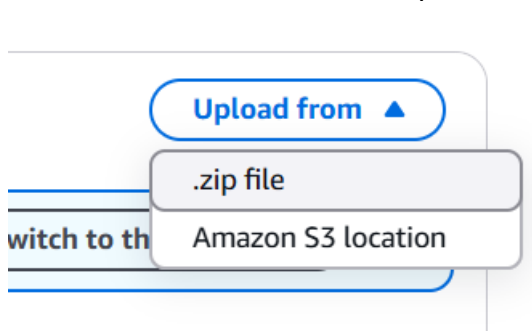 Upload from
.zip file
witch to th
Amazon S3 location